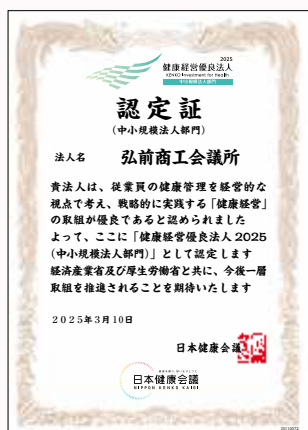 2025
健康経営優良法人
KENKO Investment for Health
中小規模法人部門
認定証
(中小規模法人部門)
法人名 弘前商工会議所
貴法人は、従業員の健康管理を経営的な
視点で考え、戦略的に実践する「健康経営」
の取組が優良であると認められました
よって、ここに「健康経営優良法人2025
(中小規模法人部門)」として認定します
経済産業省及び厚生労働省と共に、今後一層
取組を推進されることを期待いたします
2025年3月10日
日本健康会議
日本健康会議
NIPPON KENKO KAIGI